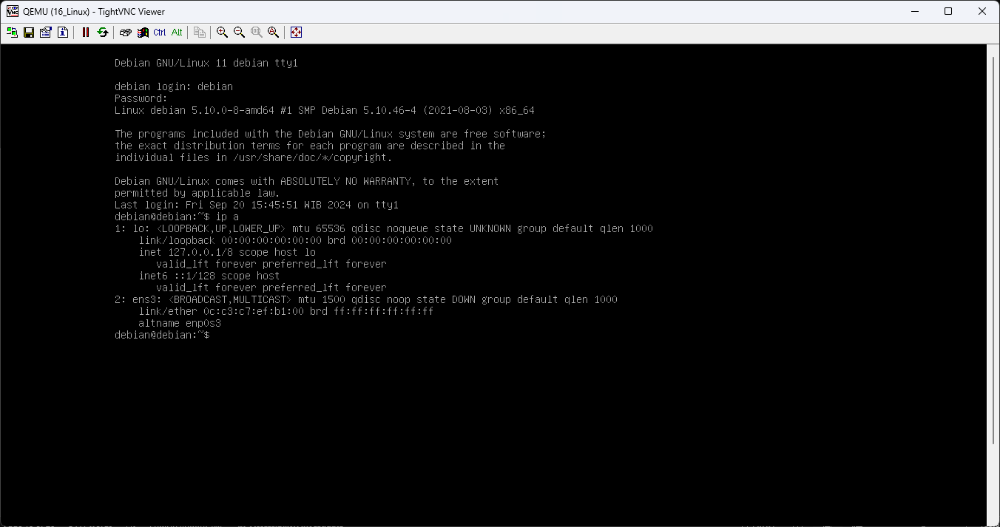 QEMU (16_Linux) - TightVNC Viewer
Ctrl Alt
Debian GNU/Linux 11 debian tty1
debian login: debian
Password:
Linux debian 5.10.0-8-amd64 #1 SMP Debian 5.10.46-4 (2021-08-03) x86_64
The programs included with the Debian GNU/Linux system are free software;
the exact distribution terms for each program are described in the
individual files in /usr/share/doc/*/copyright.
Debian GNU/Linux comes with ABSOLUTELY NO WARRANTY, to the extent
permitted by applicable law.
Last login: Fri Sep 20 15:45:51 WIB 2024 on tty1
debian@debian:~$ ip a
1: lo: <LOOPBACK,UP,LOWER_UP> mtu 65536 qdisc noqueue state UNKNOWN group default qlen 1000
    link/loopback 00:00:00:00:00:00 brd 00:00:00:00:00:00
    inet 127.0.0.1/8 scope host lo
       valid_lft forever preferred_lft forever
    inet6 ::1/128 scope host
       valid_lft forever preferred_lft forever
2: ens3: <BROADCAST,MULTICAST> mtu 1500 qdisc noop state DOWN group default qlen 1000
    link/ether 0c:c3:c7:ef:b1:00 brd ff:ff:ff:ff:ff:ff
    altname enp0s3
debian@debian:~$